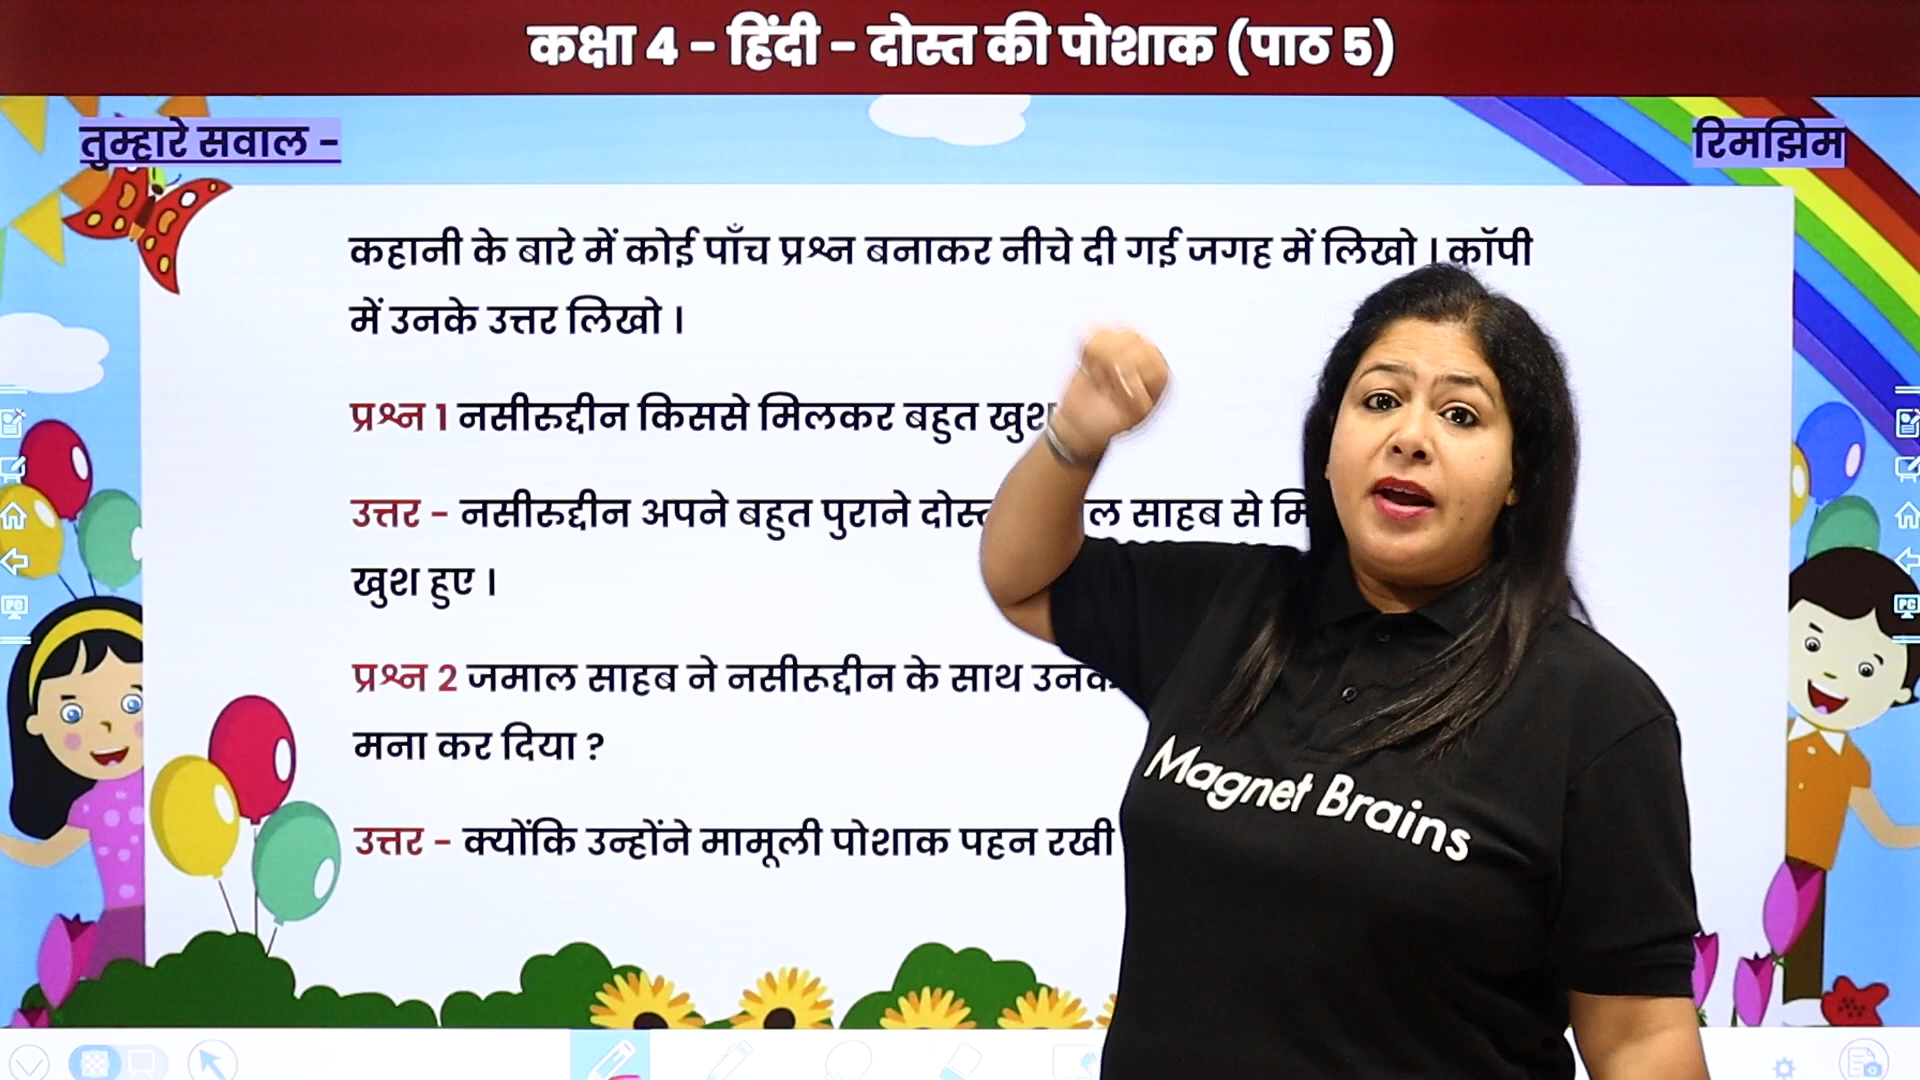 कक्षा 4 - हिंदी - दोस्त की पोशाक (पाठ 5)
तुम्हारे सवाल -
रिमझिम
कहानी के बारे में कोई पाँच प्रश्न बनाकर नीचे दी गई जगह में लिखो । कॉपी
में उनके उत्तर लिखो ।
प्रश्न 1 नसीरुद्दीन किससे मिलकर बहुत
उत्तर - नसीरुद्दीन अपने बहुत पुराने साहब से
खुश हुए ।
प्रश्न 2 जमाल साहब ने नसीरूद्दीन के साथ
मना कर दिया ?
उत्तर - क्योंकि उन्होंने मामूली पोशाक पहन रखी
Magnet Brains